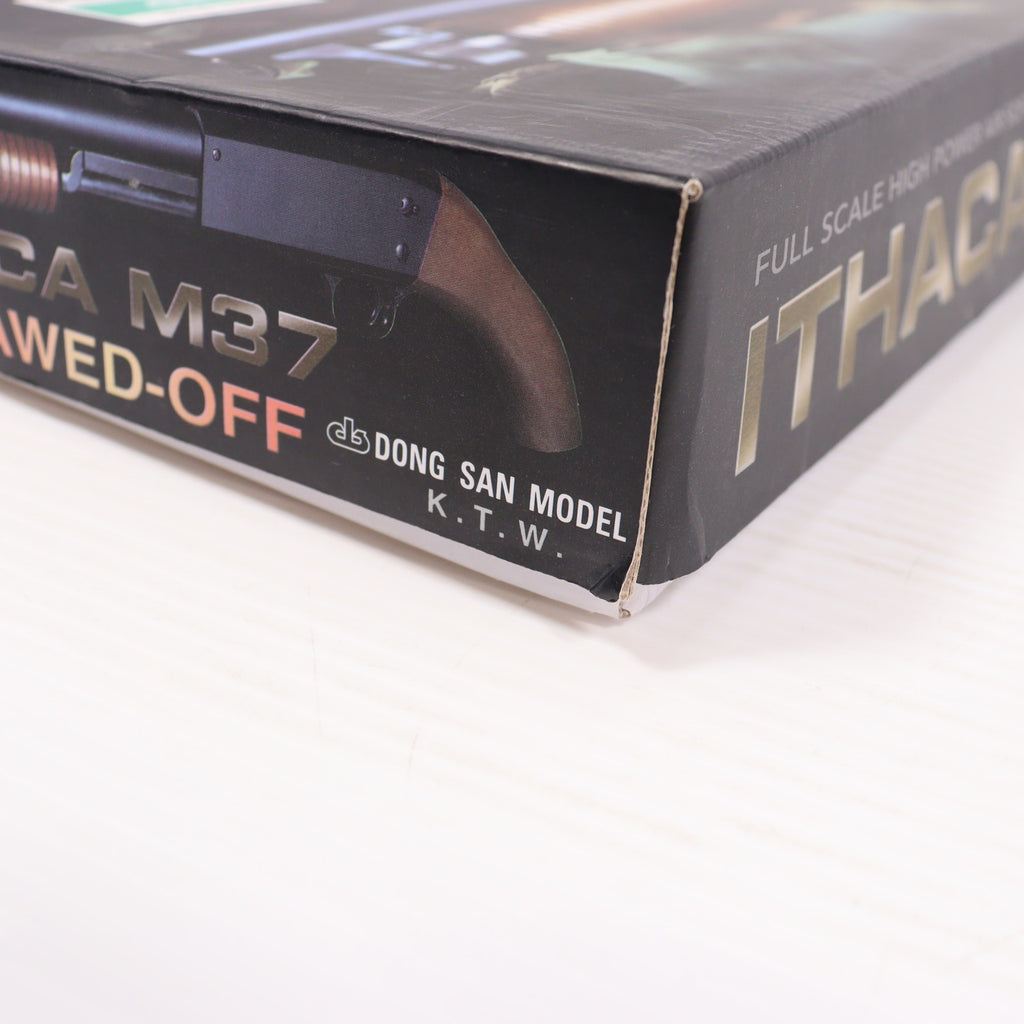 CA M37
AWED-OFF
DONG SAN MODEL
K.T.W.
FULL SCALE HIGH POWER
ITHACA